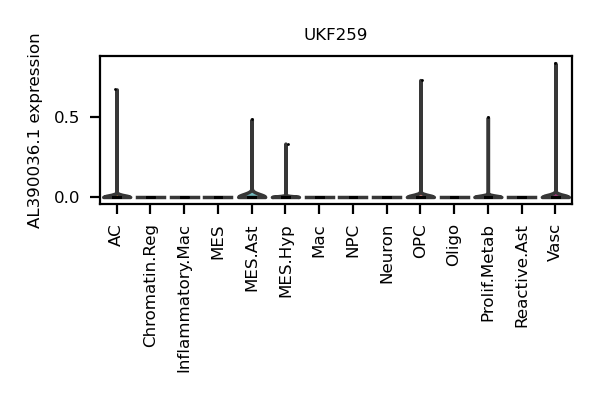 UKF259
AL390036.1 expression
0.5
0.0
AC
Chromatin.Reg
Inflammatory.Mac
MES
MES.Ast
MES.Hyp
Mac
NPC
Neuron
OPC
Oligo
Prolif.Metab
Reactive.Ast
Vasc